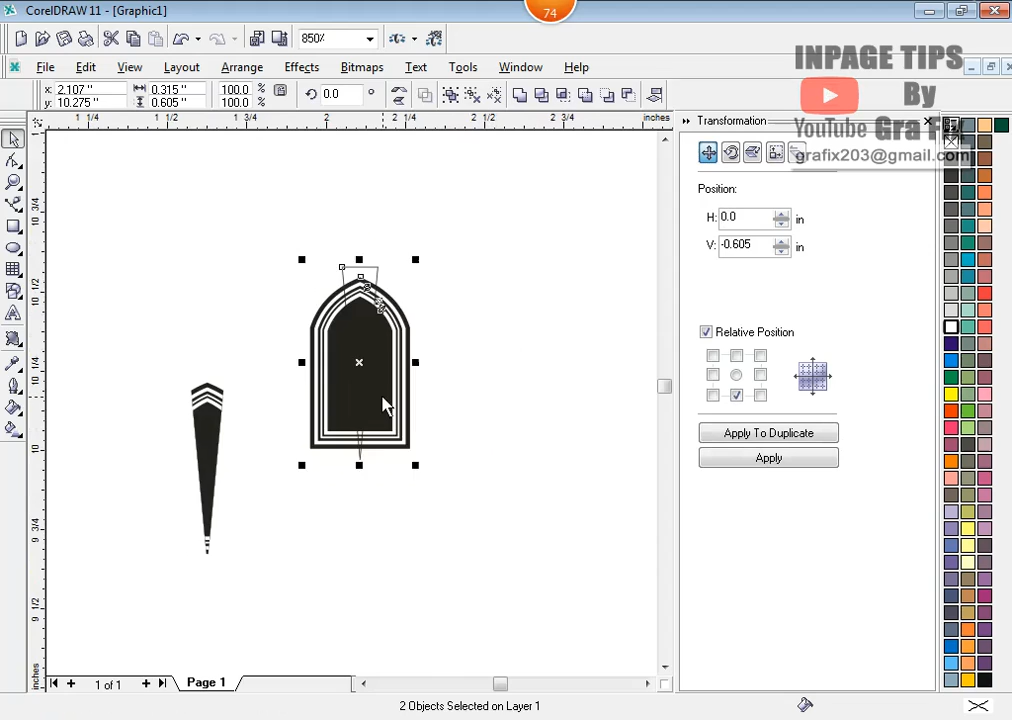 CorelDRAW 11 - [Graphic1]
74
850%
INPAGE TIPS
By
YouTube Gra Fix
grafix203@gmail.com
File Edit View Layout Arrange Effects Bitmaps Text Tools Window Help
x: 2.107 " 0.315 " 100.0 % 0.0 °
y: 10.275 " 0.605 " 100.0 %
1 1/4 1 1/2 1 3/4 2 2 1/4 2 1/2 2 3/4 inches
Transformation
Position:
H: 0.0 in
V: -0.605 in
Relative Position
Apply To Duplicate
Apply
10 3/4
10 1/2
10 1/4
10
9 3/4
9 1/2
9 1/4
inches
1 of 1 Page 1
2 Objects Selected on Layer 1